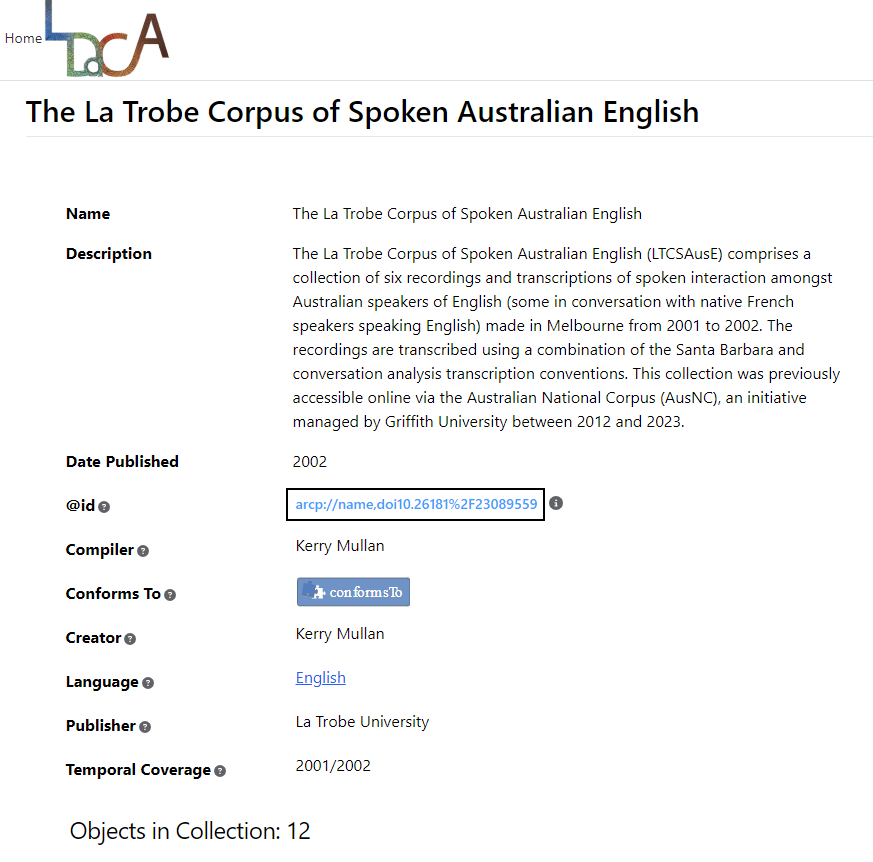 Home LDaCA
The La Trobe Corpus of Spoken Australian English
Name The La Trobe Corpus of Spoken Australian English
Description The La Trobe Corpus of Spoken Australian English (LTCSAusE) comprises a
collection of six recordings and transcriptions of spoken interaction amongst
Australian speakers of English (some in conversation with native French
speakers speaking English) made in Melbourne from 2001 to 2002. The
recordings are transcribed using a combination of the Santa Barbara and
conversation analysis transcription conventions. This collection was previously
accessible online via the Australian National Corpus (AusNC), an initiative
managed by Griffith University between 2012 and 2023.
Date Published 2002
@id ? arcp://name,doi10.26181%2F23089559 i
Compiler ? Kerry Mullan
Conforms To ? conformsTo
Creator ? Kerry Mullan
Language ? English
Publisher ? La Trobe University
Temporal Coverage ? 2001/2002
Objects in Collection: 12